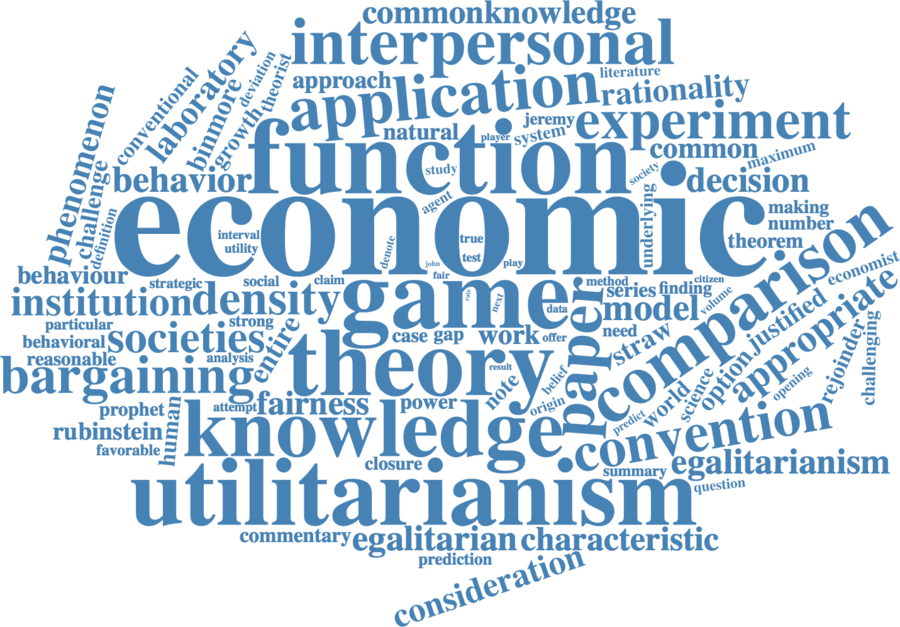 commonknowledge
interpersonal
approach
literature
application
rationality
conventional
laboratory
binmore
deviation
growth
theorist
phenomenon
challenge
definition
natural
player
jeremy
system
experiment
function
common
maximum
society
study
behavior
decision
agent
underlying
economic
making
number
theorem
interval
utility
denote
true
test
john
play
fair
behaviour
strategic
social
claim
method
citizen
series
finding
volume
economist
comparison
institution
density
game
rate
next
data
model
particular
strong
behavioral
societies
case
gap
work
offer
need
straw
justified
appropriate
reasonable
analysis
entire
theory
result
paper
option
rejoinder
challenging
bargaining
belief
note
origin
predict
world
science
opening
prophet
human
attempt
fairness
power
rubinstein
favorable
knowledge
convention
closure
summary
egalitarianism
question
utilitarianism
commentary
egalitarian
characteristic
prediction
consideration